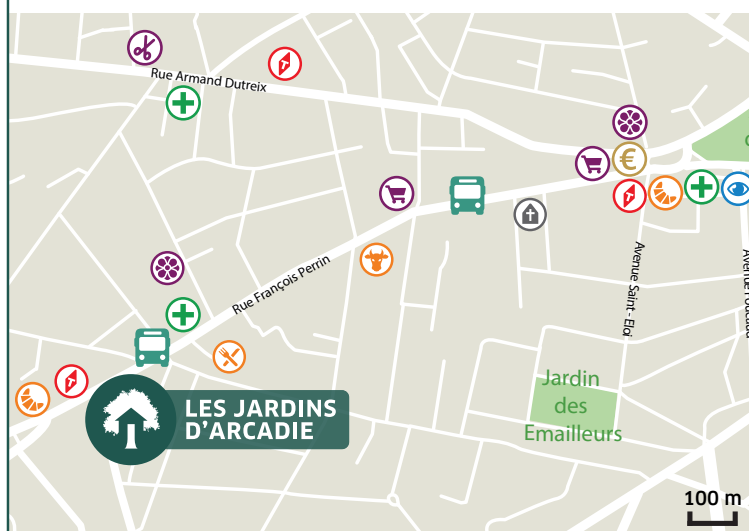 Rue Armand Dutreix
€
Rue François Perrin
Avenue Saint - Eloi
LES JARDINS
D'ARCADIE
Jardin
des
Emailleurs
100 m